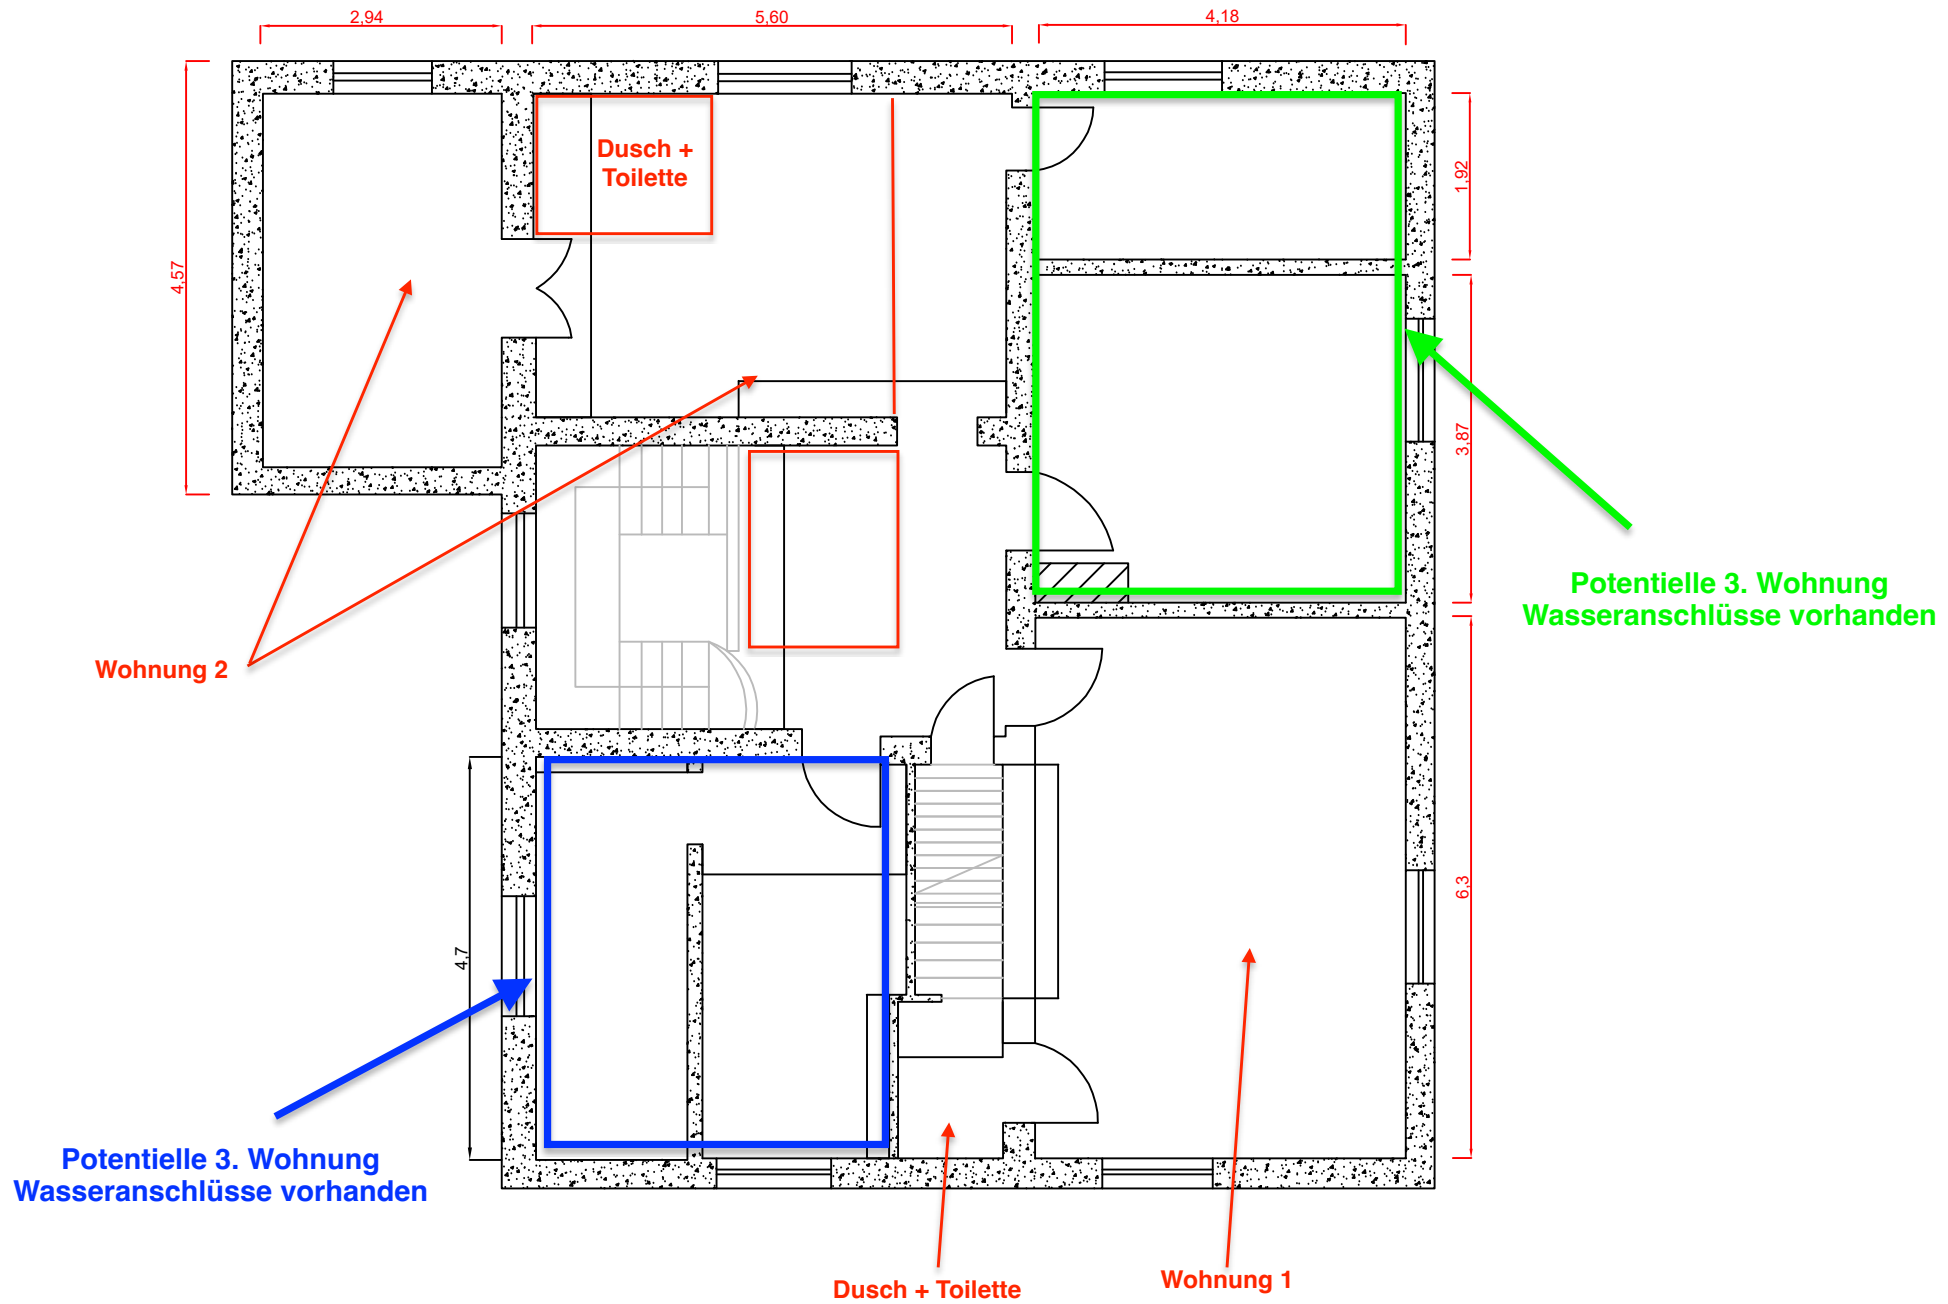 2,94
5,60
4,18
Dusch +
Toilette
1,92
4,57
3,87
Potentielle 3. Wohnung
Wasseranschlüsse vorhanden
Wohnung 2
6,3
4,7
Potentielle 3. Wohnung
Wasseranschlüsse vorhanden
Dusch + Toilette
Wohnung 1